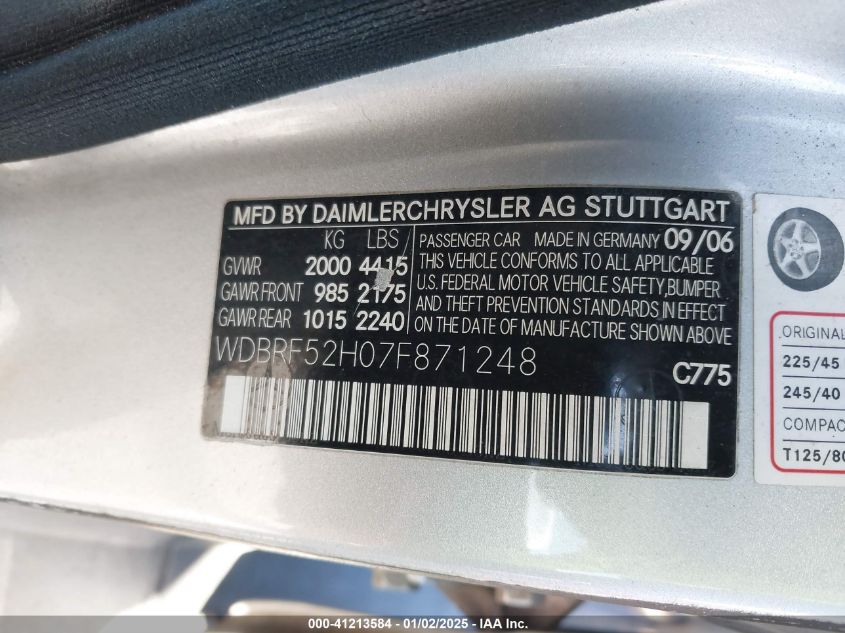 MFD BY DAIMLERCHRYSLER AG STUTTGART
KG LBS
GVWR 2000 4415
GAWR FRONT 985 2175
GAWR REAR 1015 2240
PASSENGER CAR MADE IN GERMANY 09/06
THIS VEHICLE CONFORMS TO ALL APPLICABLE
U.S. FEDERAL MOTOR VEHICLE SAFETY,BUMPER
AND THEFT PREVENTION STANDARDS IN EFFECT
ON THE DATE OF MANUFACTURE SHOWN ABOVE
WDBRF52H07F871248
C775
ORIGINAL
225/45
245/40
COMPAC
T125/80
000-41213584 - 01/02/2025 - IAA Inc.